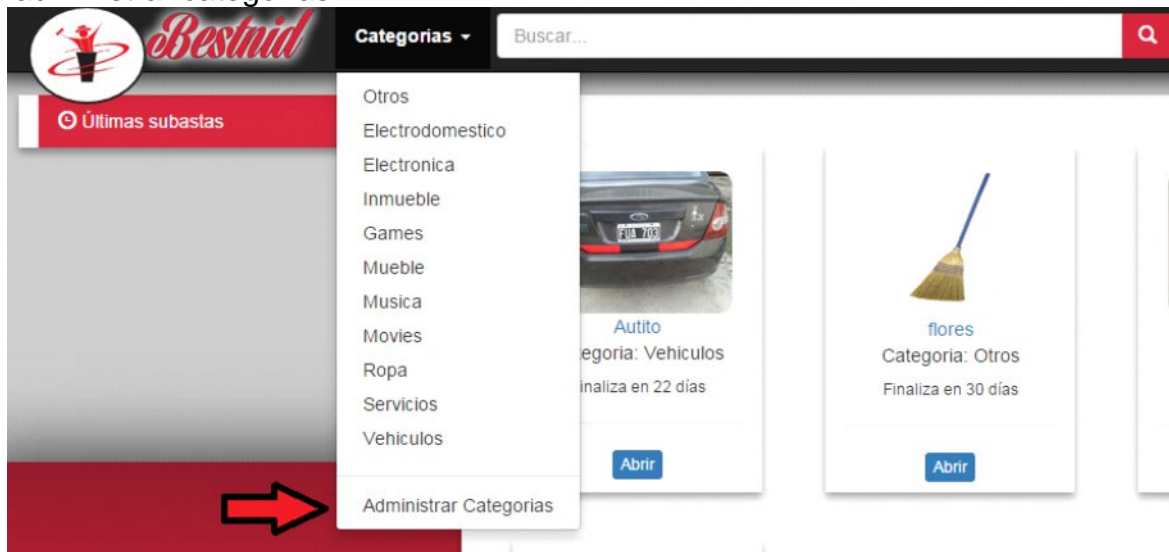 Bestnid
Categorias
Buscar...
Últimas subastas
Otros
Electrodomestico
Electronica
Inmueble
Games
Mueble
Musica
Movies
Ropa
Servicios
Vehiculos
Administrar Categorias
FUA 703
Autito
egoria: Vehiculos
inaliza en 22 días
Abrir
flores
Categoria: Otros
Finaliza en 30 días
Abrir